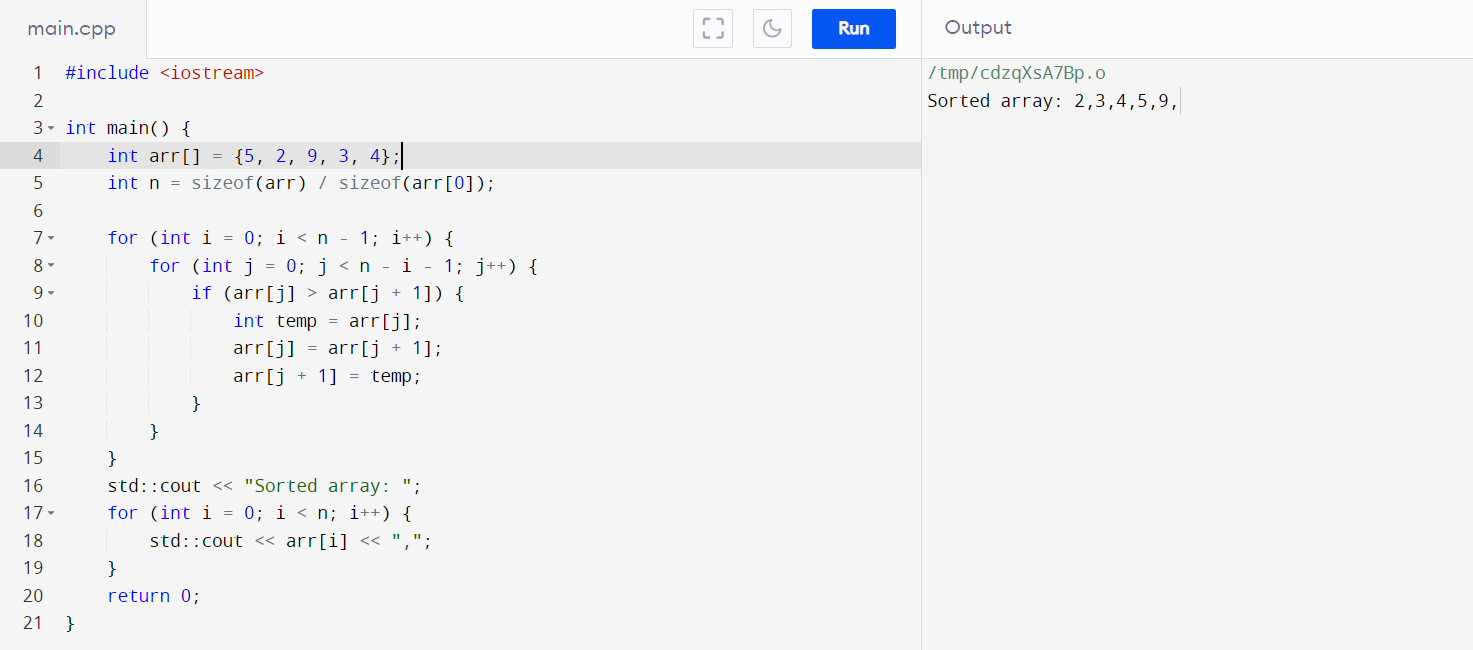 main.cpp
Run
Output
1 #include <iostream>
2
3 int main() {
4     int arr[] = {5, 2, 9, 3, 4};
5     int n = sizeof(arr) / sizeof(arr[0]);
6
7     for (int i = 0; i < n - 1; i++) {
8         for (int j = 0; j < n - i - 1; j++) {
9             if (arr[j] > arr[j + 1]) {
10                 int temp = arr[j];
11                 arr[j] = arr[j + 1];
12                 arr[j + 1] = temp;
13             }
14         }
15     }
16     std::cout << "Sorted array: ";
17     for (int i = 0; i < n; i++) {
18         std::cout << arr[i] << ",";
19     }
20     return 0;
21 }
/tmp/cdzqXsA7Bp.o
Sorted array: 2,3,4,5,9,